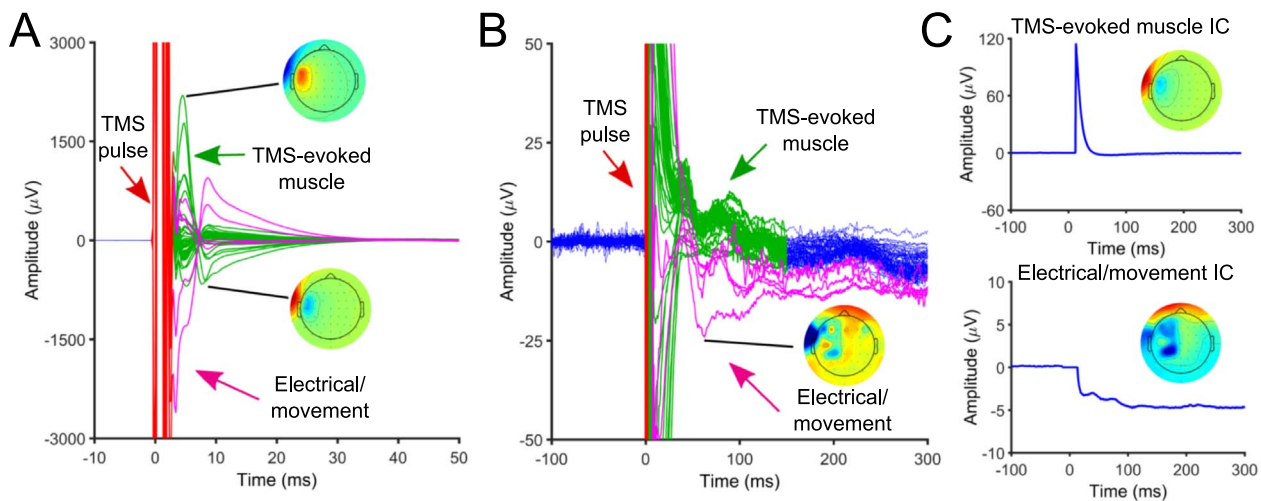 A
3000
1500
0
-1500
-3000
Amplitude (μV)
TMS
pulse
TMS-evoked
muscle
Electrical/
movement
-10
0
10
20
30
40
50
Time (ms)
B
50
25
0
-25
-50
Amplitude (μV)
TMS
pulse
TMS-evoked
muscle
Electrical/
movement
-100
0
100
200
300
Time (ms)
C
TMS-evoked muscle IC
120
60
0
-60
Amplitude (μV)
-100
0
100
200
300
Time (ms)
Electrical/movement IC
10
5
0
-5
-10
Amplitude (μV)
-100
0
100
200
300
Time (ms)